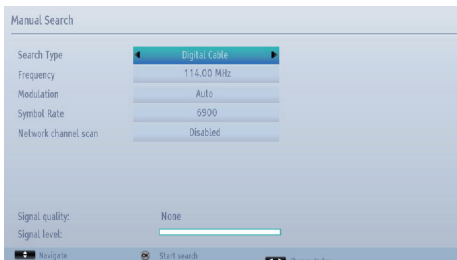 Manual Search
Search Type Digital Cable
Frequency 114.00 MHz
Modulation Auto
Symbol Rate 6900
Network channel scan Disabled
Signal quality: None
Signal level:
Navigate OK Start search